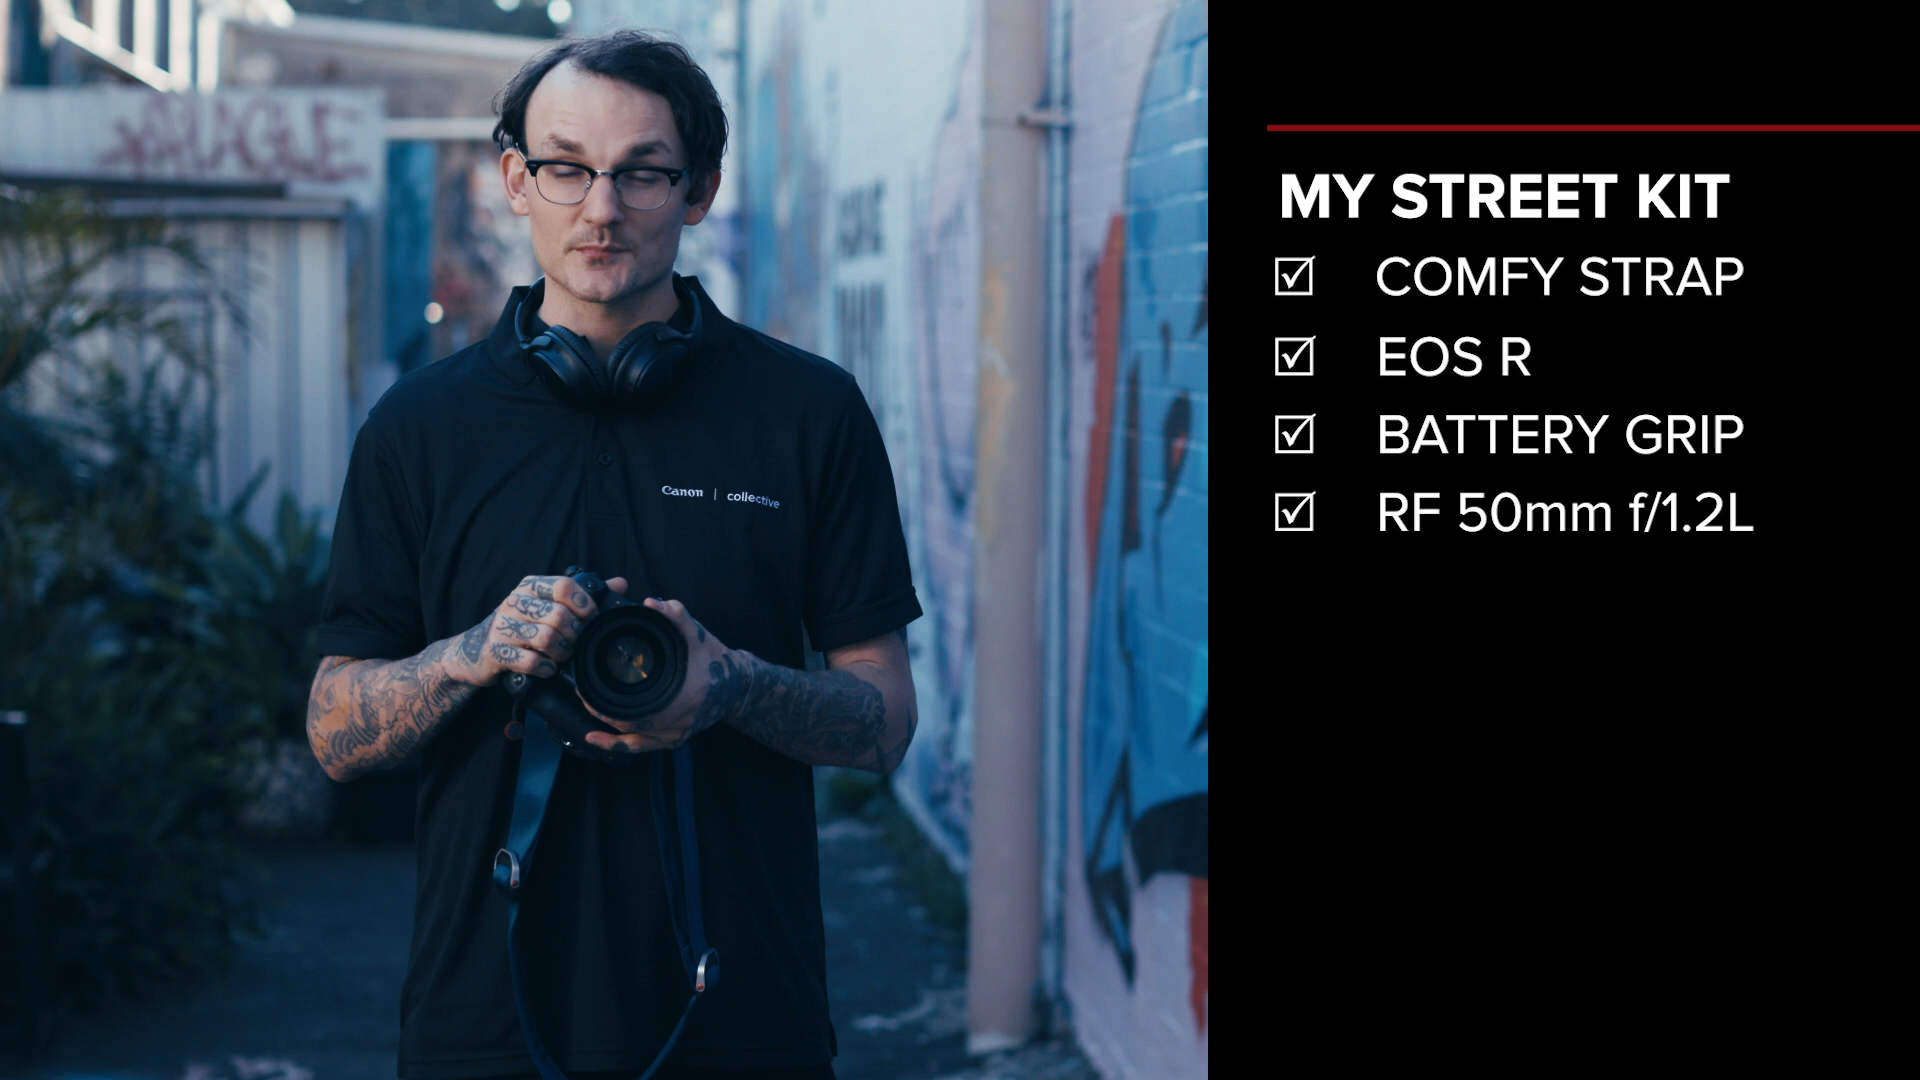 MY STREET KIT
☑ COMFY STRAP
☑ EOS R
☑ BATTERY GRIP
☑ RF 50mm f/1.2L
Canon | collective